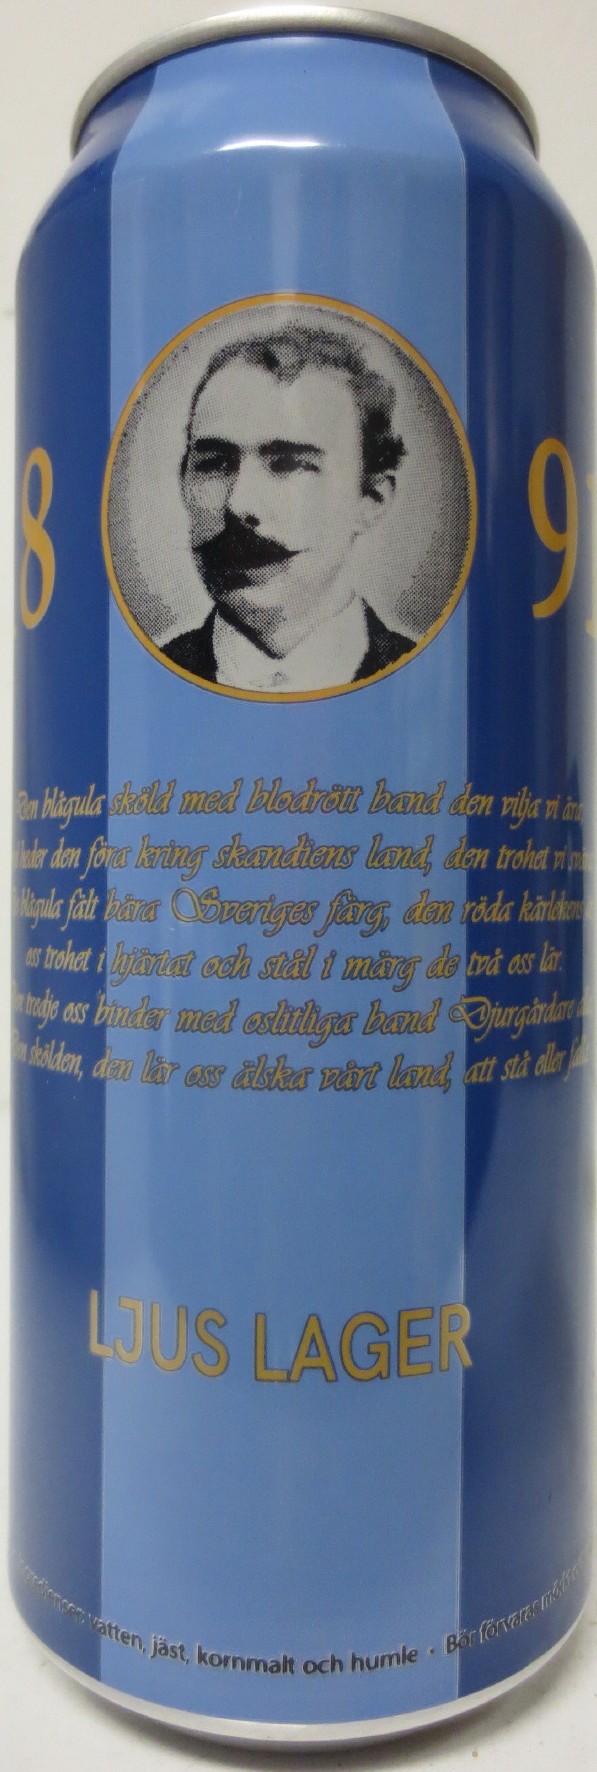 8 9
Den blågula sköld med blodrött band den vilja vi ära,
heder den föra kring skandiens land, den trohet vi
blågula fält bära Sveriges färg, den röda kärlekens
oss trohet i hjärtat och stål i märg de två oss lär.
tredje oss binder med oslitliga band Djurgårdare
Den skölden, den lär oss älska vårt land, att stå eller
LJUS LAGER
Ingredienser: vatten, jäst, kornmalt och humle · Bör förvaras